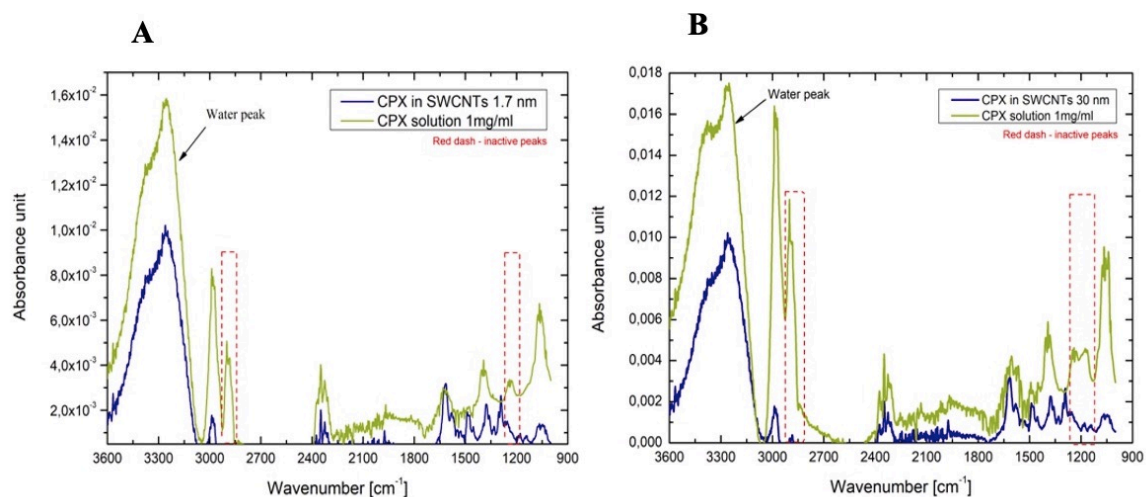 A
1,6x10⁻²
1,4x10⁻²
1,2x10⁻²
1,0x10⁻²
8,0x10⁻³
6,0x10⁻³
4,0x10⁻³
2,0x10⁻³
Absorbance unit
Water peak
CPX in SWCNTs 1.7 nm
CPX solution 1mg/ml
Red dash - inactive peaks
3600 3300 3000 2700 2400 2100 1800 1500 1200 900
Wavenumber [cm⁻¹]
B
0,018
0,016
0.014
0.012
0.010
0.008
0.006
0.004
0.002
0.000
Absorbance unit
Water peak
CPX in SWCNTs 30 nm
CPX solution 1mg/ml
Red dash - inactive peaks
3600 3300 3000 2700 2400 2100 1800 1500 1200 900
Wavenumber [cm⁻¹]